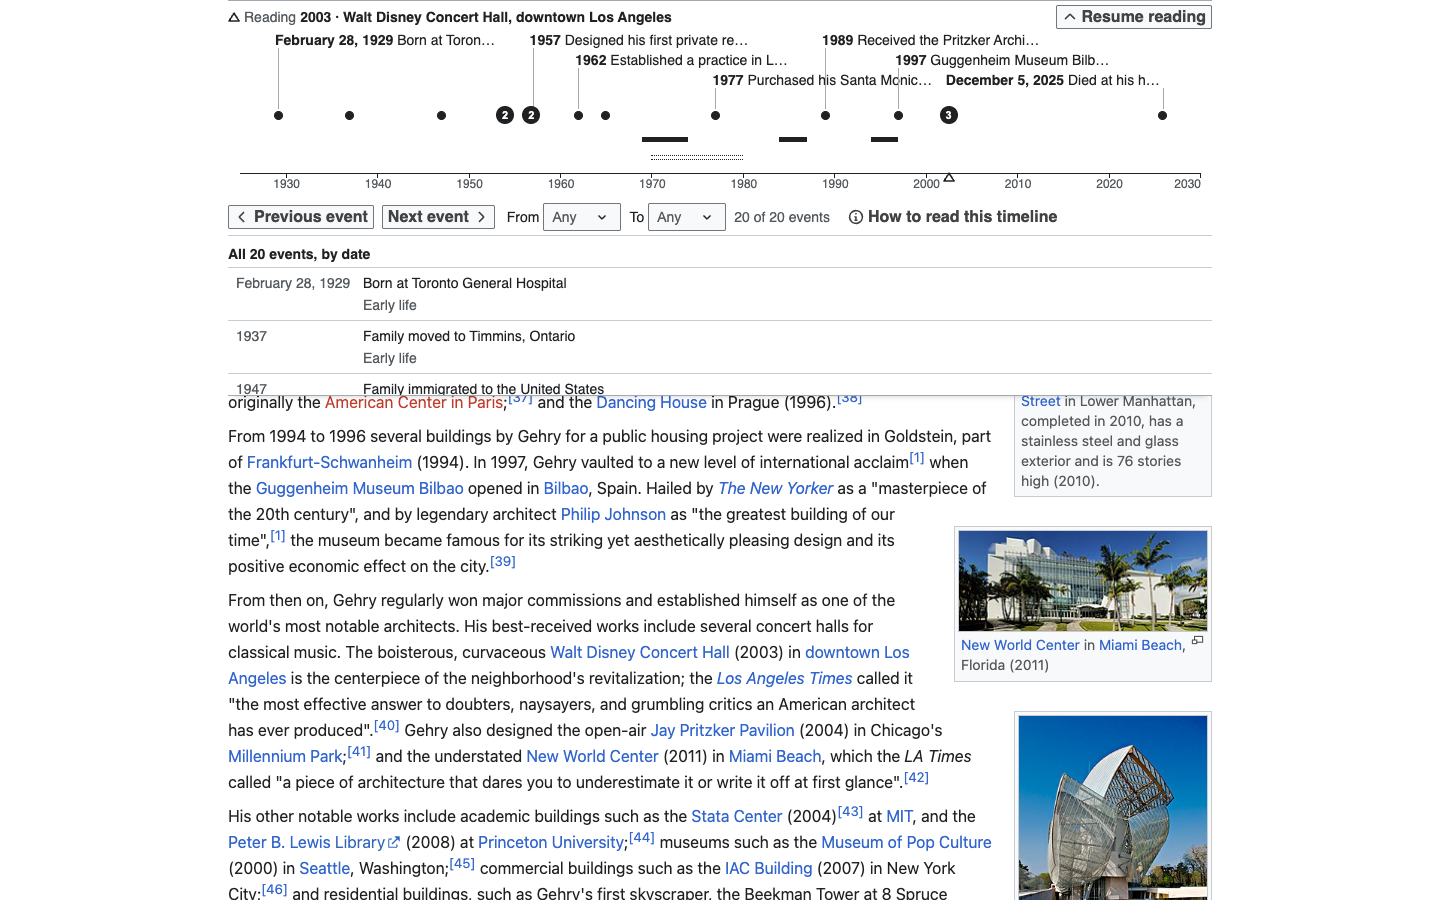 Reading 2003 · Walt Disney Concert Hall, downtown Los Angeles
Resume reading
February 28, 1929 Born at Toron…
1957 Designed his first private re…
1989 Received the Pritzker Archi…
1962 Established a practice in L…
1997 Guggenheim Museum Bilb…
1977 Purchased his Santa Monic…
December 5, 2025 Died at his h…
2
2
3
1930
1940
1950
1960
1970
1980
1990
2000
2010
2020
2030
Previous event
Next event
From Any
To Any
20 of 20 events
How to read this timeline
All 20 events, by date
February 28, 1929 Born at Toronto General Hospital
Early life
1937 Family moved to Timmins, Ontario
Early life
1947 Family immigrated to the United States
originally the American Center in Paris;[37] and the Dancing House in Prague (1996).[38]
From 1994 to 1996 several buildings by Gehry for a public housing project were realized in Goldstein, part
of Frankfurt-Schwanheim (1994). In 1997, Gehry vaulted to a new level of international acclaim[1] when
the Guggenheim Museum Bilbao opened in Bilbao, Spain. Hailed by The New Yorker as a "masterpiece of
the 20th century", and by legendary architect Philip Johnson as "the greatest building of our
time",[1] the museum became famous for its striking yet aesthetically pleasing design and its
positive economic effect on the city.[39]
From then on, Gehry regularly won major commissions and established himself as one of the
world's most notable architects. His best-received works include several concert halls for
classical music. The boisterous, curvaceous Walt Disney Concert Hall (2003) in downtown Los
Angeles is the centerpiece of the neighborhood's revitalization; the Los Angeles Times called it
"the most effective answer to doubters, naysayers, and grumbling critics an American architect
has ever produced".[40] Gehry also designed the open-air Jay Pritzker Pavilion (2004) in Chicago's
Millennium Park;[41] and the understated New World Center (2011) in Miami Beach, which the LA Times
called "a piece of architecture that dares you to underestimate it or write it off at first glance".[42]
His other notable works include academic buildings such as the Stata Center (2004)[43] at MIT, and the
Peter B. Lewis Library (2008) at Princeton University;[44] museums such as the Museum of Pop Culture
(2000) in Seattle, Washington;[45] commercial buildings such as the IAC Building (2007) in New York
City;[46] and residential buildings, such as Gehry's first skyscraper, the Beekman Tower at 8 Spruce
Street in Lower Manhattan,
completed in 2010, has a
stainless steel and glass
exterior and is 76 stories
high (2010).
New World Center in Miami Beach,
Florida (2011)